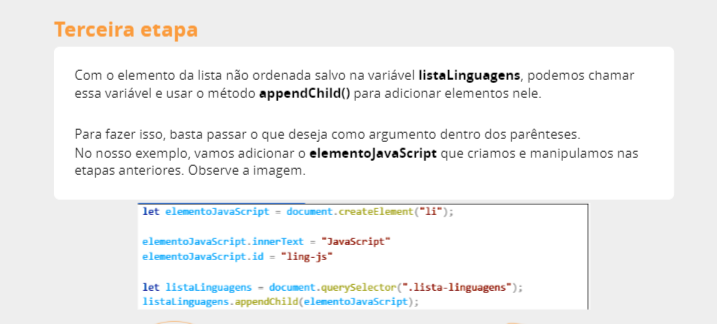 Terceira etapa
Com o elemento da lista não ordenada salvo na variável listaLinguagens, podemos chamar
essa variável e usar o método appendChild() para adicionar elementos nele.
Para fazer isso, basta passar o que deseja como argumento dentro dos parênteses.
No nosso exemplo, vamos adicionar o elementoJavaScript que criamos e manipulamos nas
etapas anteriores. Observe a imagem.
let elementoJavaScript = document.createElement("li");
elementoJavaScript.innerText = "JavaScript"
elementoJavaScript.id = "ling-js"
let listaLinguagens = document.querySelector(".lista-linguagens");
listaLinguagens.appendChild(elementoJavaScript);